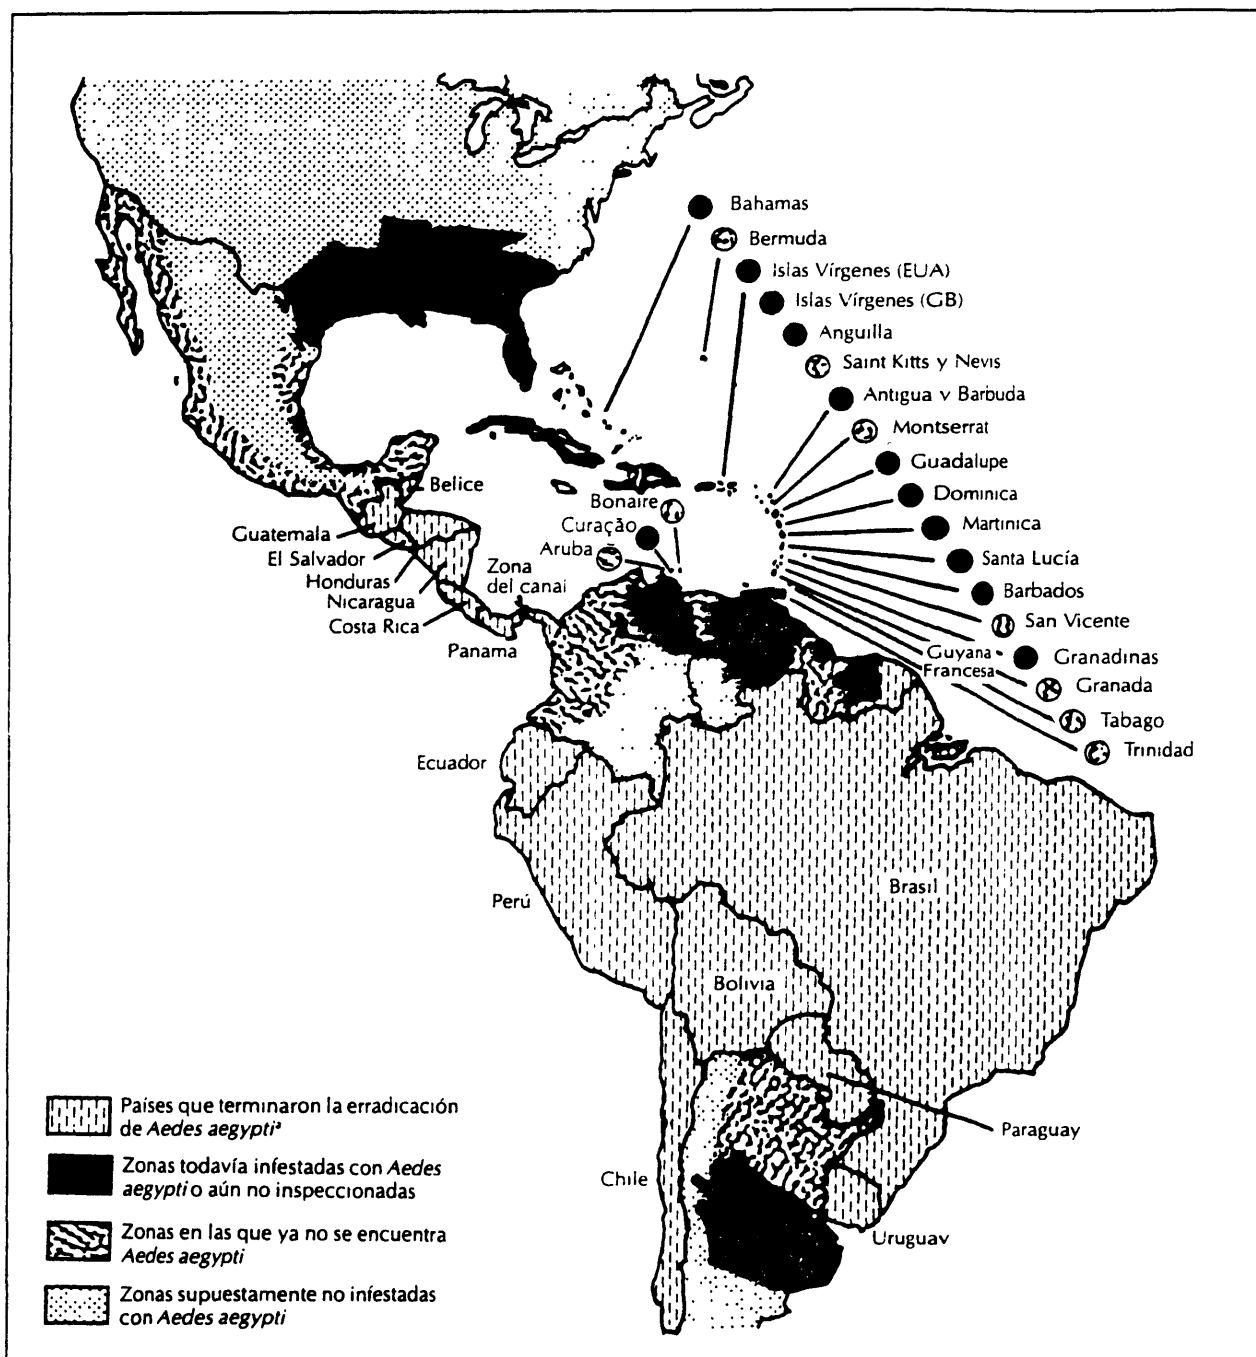 Bahamas
Bermuda
Islas Vírgenes (EUA)
Islas Vírgenes (GB)
Anguilla
Saint Kitts y Nevis
Antigua y Barbuda
Montserrat
Guadalupe
Dominica
Martinica
Santa Lucía
Barbados
San Vicente
Granadinas
Granada
Tabago
Trinidad
Belice
Bonaire
Curaçao
Aruba
Guatemala
El Salvador
Honduras
Nicaragua
Costa Rica
Panama
Zona
del canal
Guyana
Francesa
Ecuador
Perú
Brasil
Bolivia
Paraguay
Chile
Uruguay
Países que terminaron la erradicación
de Aedes aegyptiª
Zonas todavía infestadas con Aedes
aegypti o aún no inspeccionadas
Zonas en las que ya no se encuentra
Aedes aegypti
Zonas supuestamente no infestadas
con Aedes aegypti